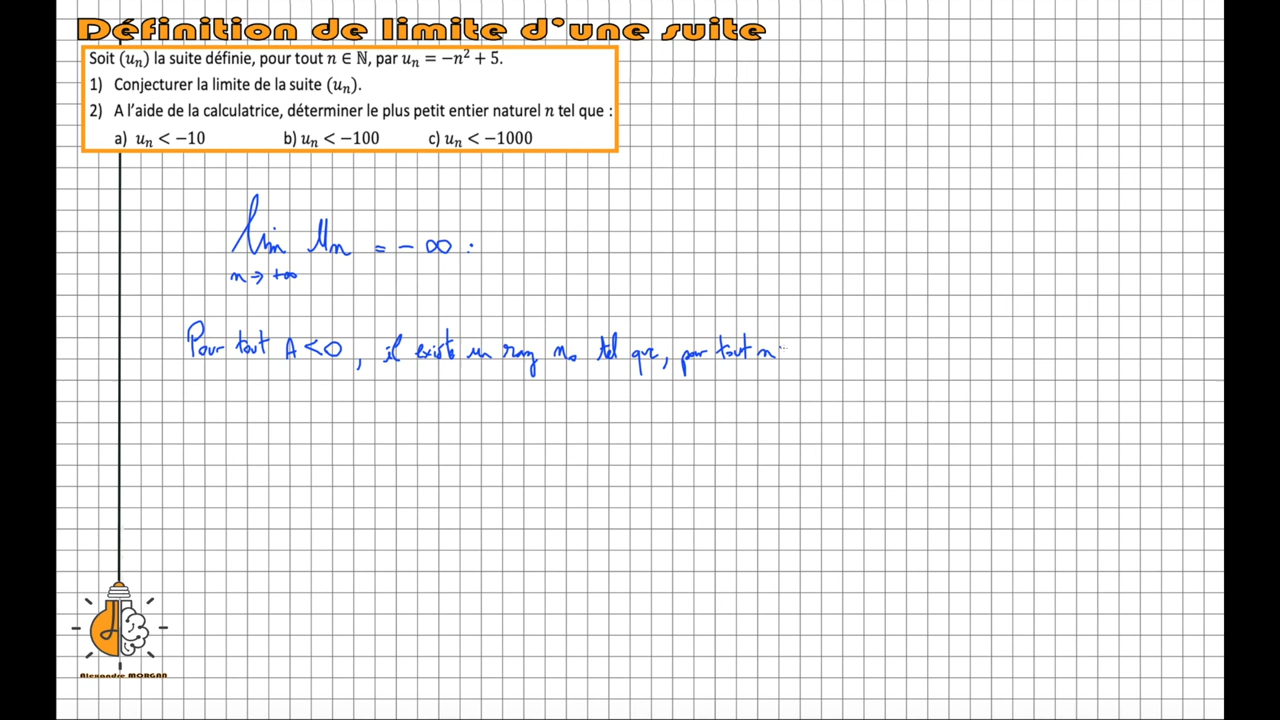 Définition de limite d'une suite
Soit (uₙ) la suite définie, pour tout n ∈ ℕ, par uₙ = −n² + 5.
1) Conjecturer la limite de la suite (uₙ).
2) A l'aide de la calculatrice, déterminer le plus petit entier naturel n tel que :
a) uₙ < −10 b) uₙ < −100 c) uₙ < −1000
lim uₙ = −∞ :
n → +∞
Pour tout A < 0, il existe un rang n₀ tel que, pour tout n
Alexandre MORGAN